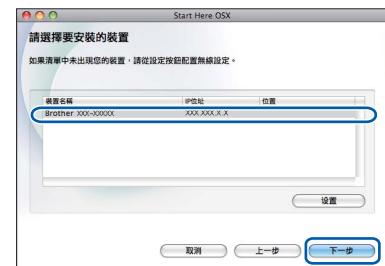 Start Here OSX
請選擇要安裝的裝置
如果清單中未出現您的裝置，請從設定按鈕配置無線設定。
裝置名稱 IP位址 位置
Brother XXX-XXXXX XXX.XXX.X.X
設置
取消 上一步 下一步